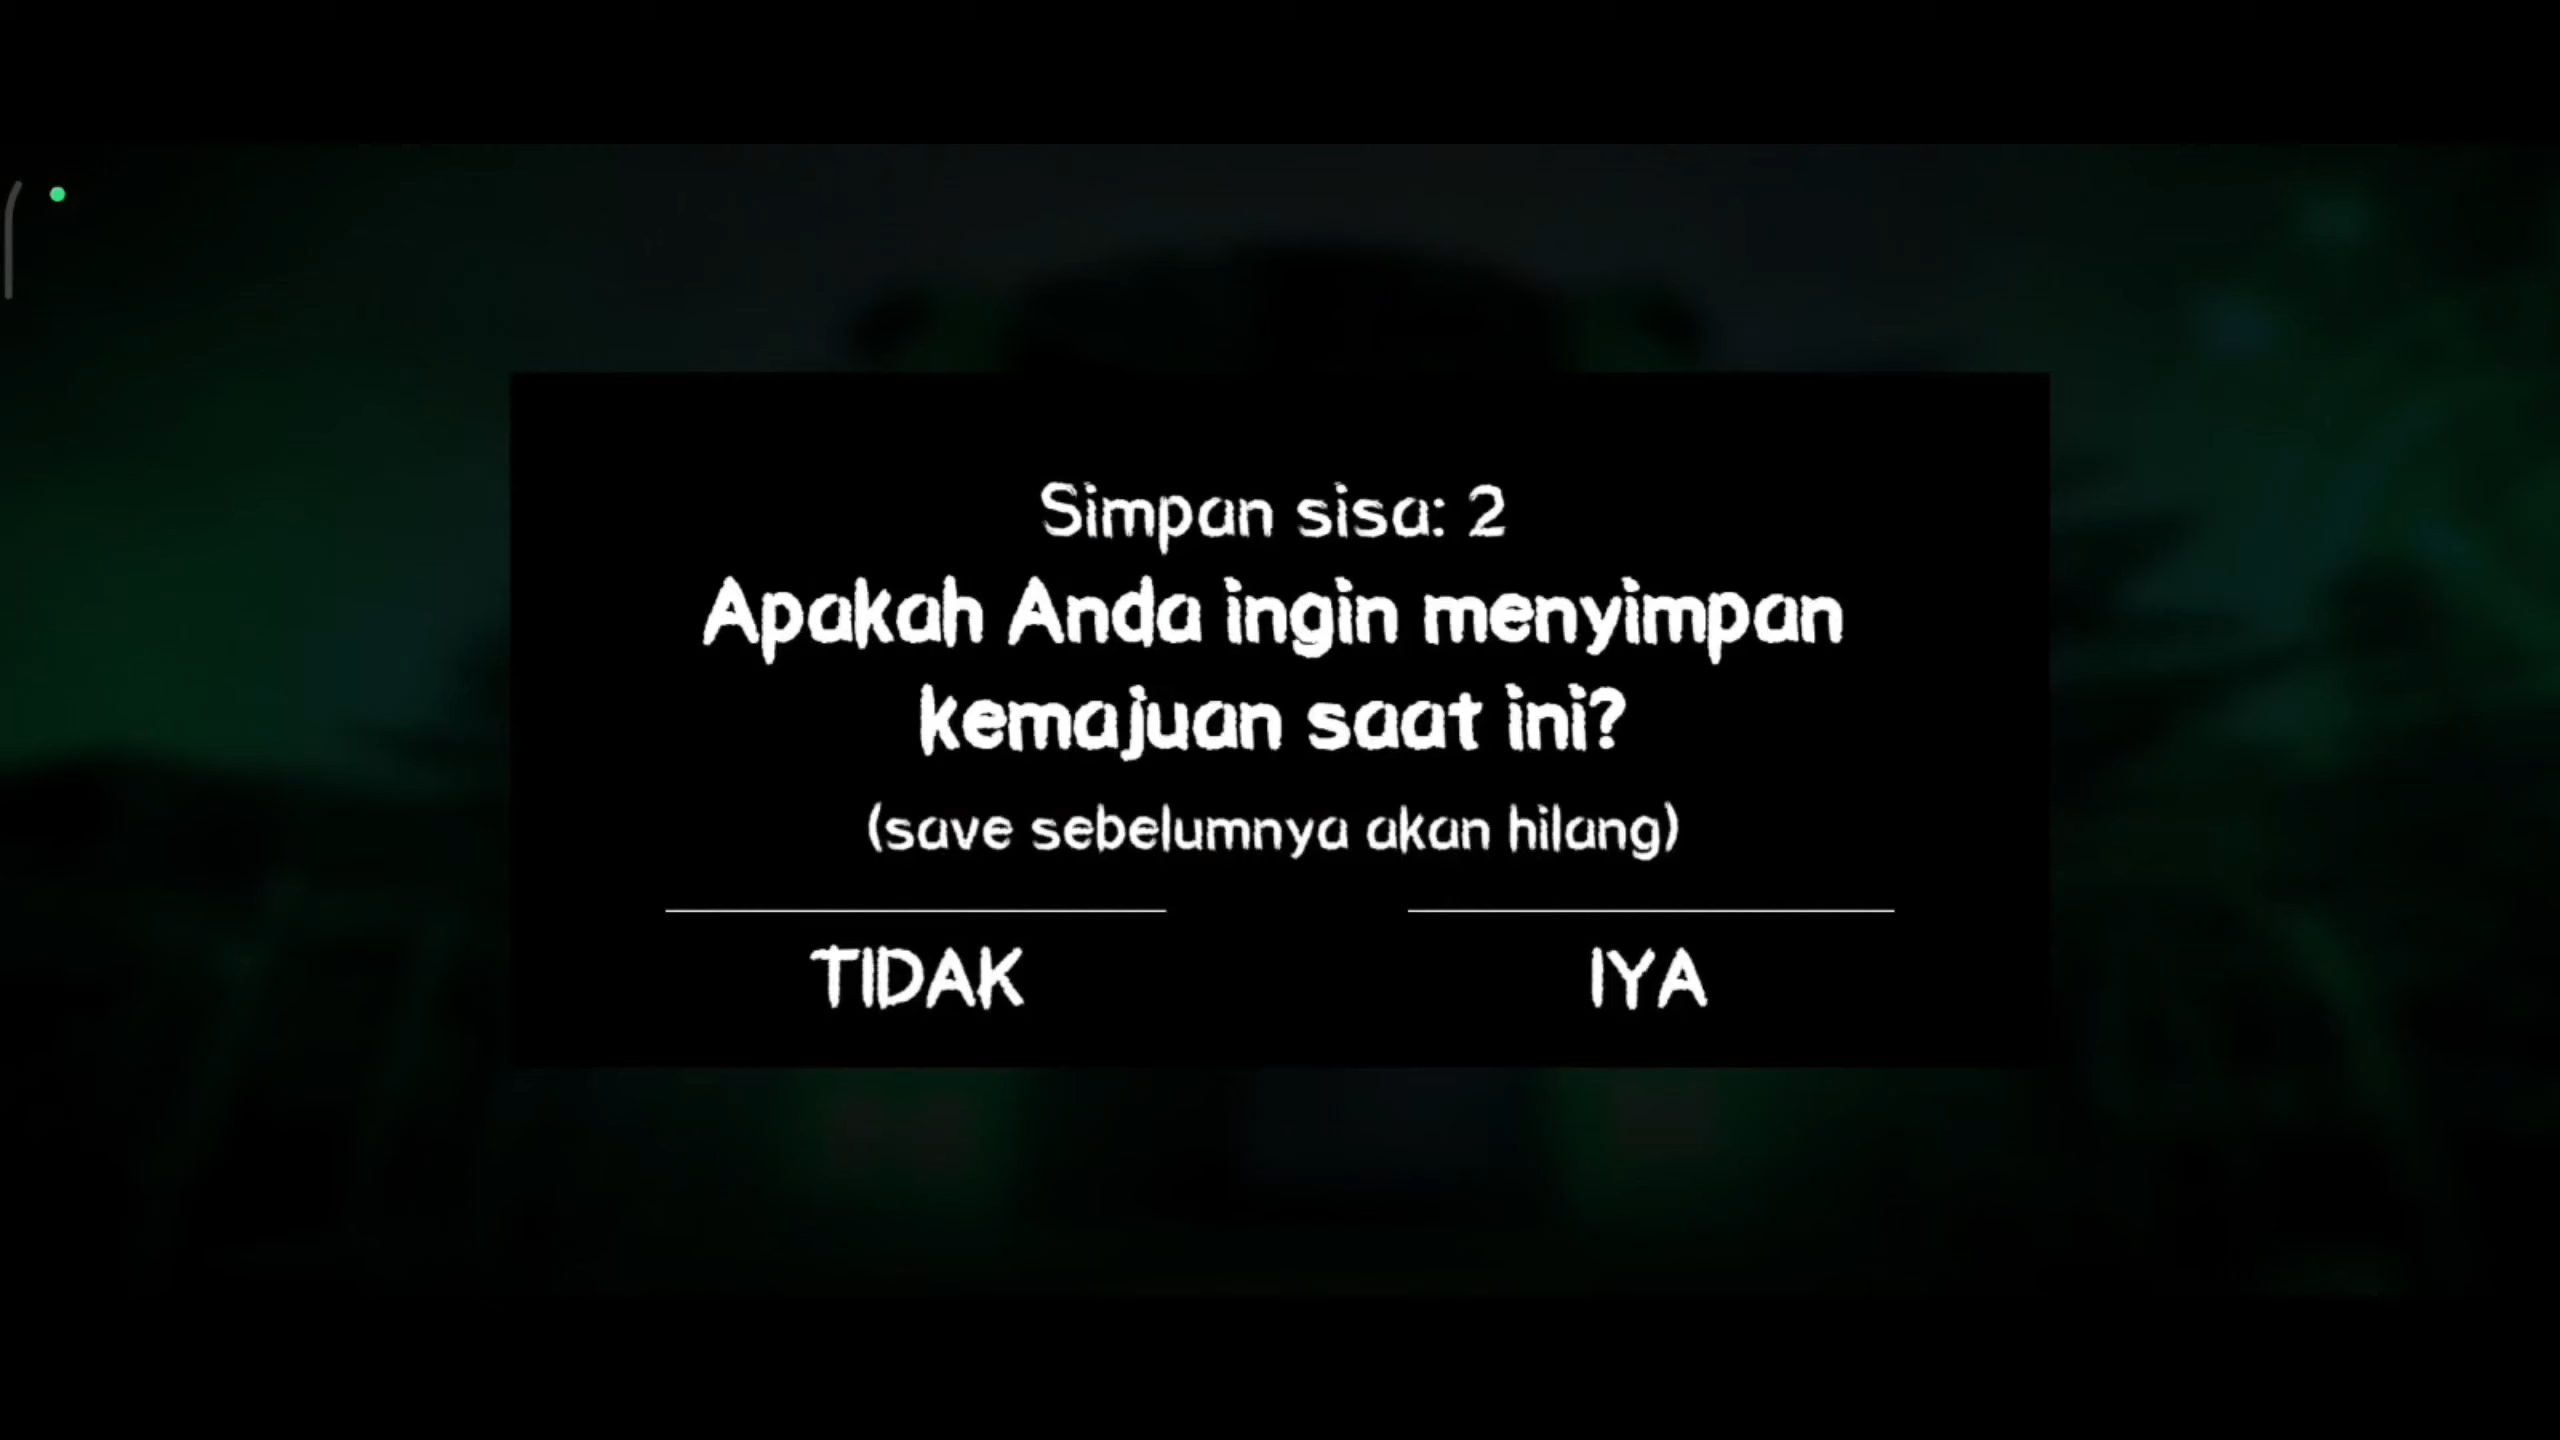 Simpan sisa: 2
Apakah Anda ingin menyimpan
kemajuan saat ini?
(save sebelumnya akan hilang)
TIDAK
IYA